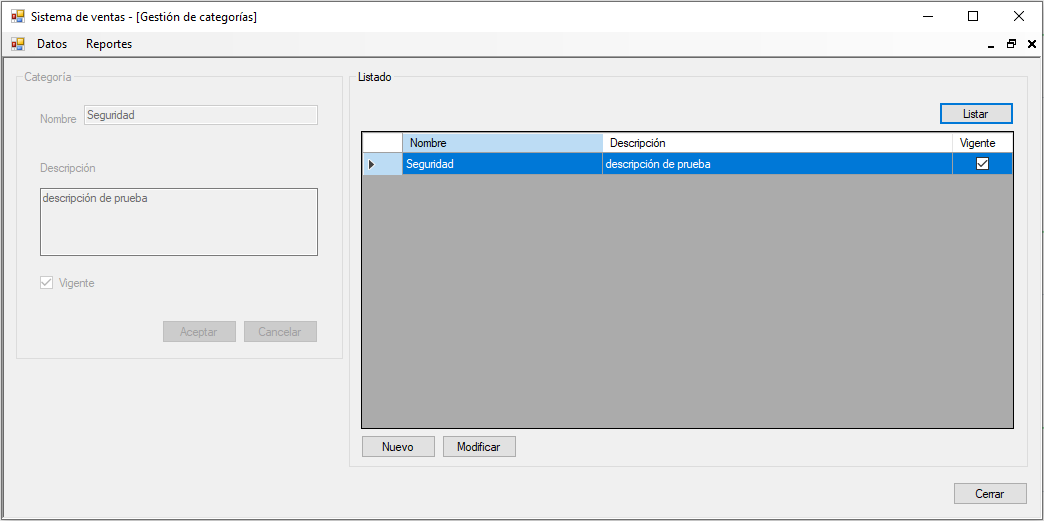 Sistema de ventas - [Gestión de categorías]
Datos Reportes
Categoría
Nombre Seguridad
Descripción
descripción de prueba
Vigente
Aceptar Cancelar
Listado
Listar
Nombre Descripción Vigente
Seguridad descripción de prueba
Nuevo Modificar
Cerrar